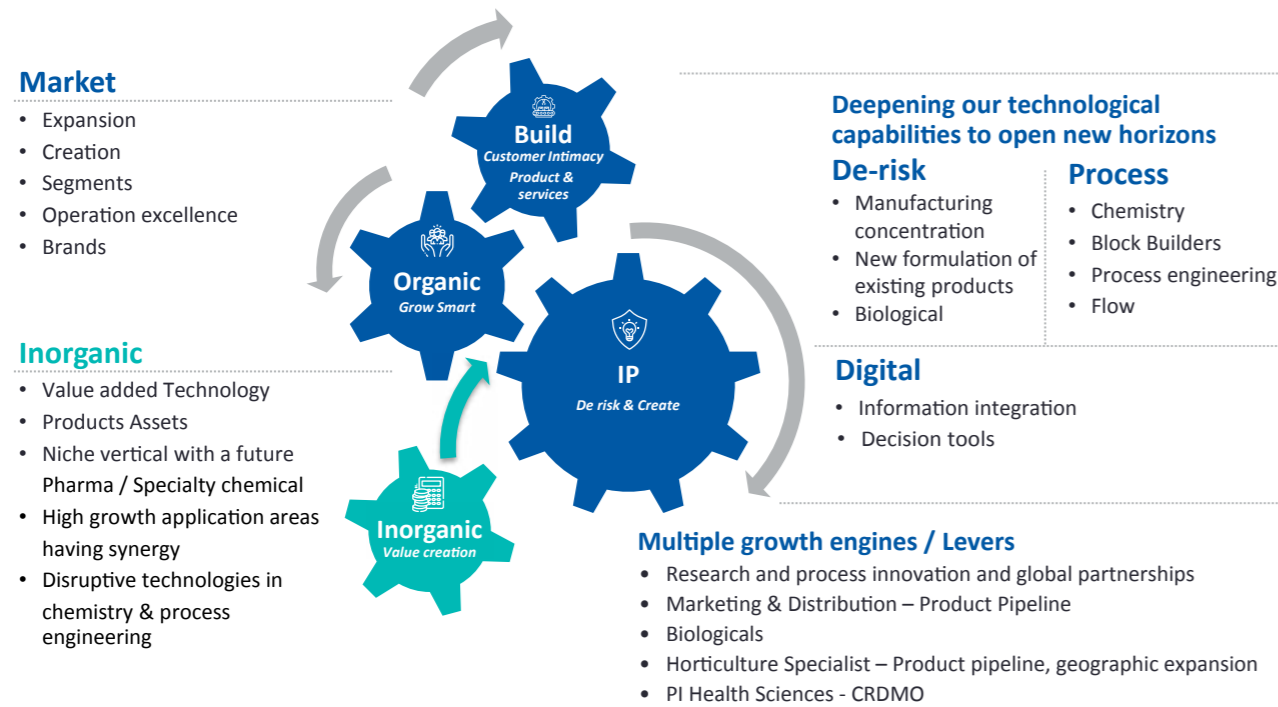 Market
• Expansion
• Creation
• Segments
• Operation excellence
• Brands
Inorganic
• Value added Technology
• Products Assets
• Niche vertical with a future
Pharma / Specialty chemical
• High growth application areas
having synergy
• Disruptive technologies in
chemistry & process
engineering
Build
Customer Intimacy
Product &
services
Organic
Grow Smart
IP
De risk & Create
Inorganic
Value creation
Deepening our technological
capabilities to open new horizons
De-risk
• Manufacturing
concentration
• New formulation of
existing products
• Biological
Process
• Chemistry
• Block Builders
• Process engineering
• Flow
Digital
• Information integration
• Decision tools
Multiple growth engines / Levers
• Research and process innovation and global partnerships
• Marketing & Distribution – Product Pipeline
• Biologicals
• Horticulture Specialist – Product pipeline, geographic expansion
• PI Health Sciences - CRDMO